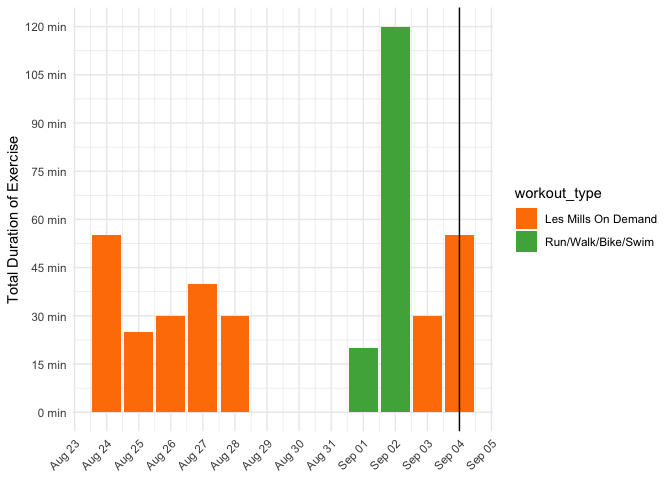 120 min
105 min
90 min
75 min
60 min
45 min
30 min
15 min
0 min
Total Duration of Exercise
Aug 23
Aug 24
Aug 25
Aug 26
Aug 27
Aug 28
Aug 29
Aug 30
Aug 31
Sep 01
Sep 02
Sep 03
Sep 04
Sep 05
workout_type
Les Mills On Demand
Run/Walk/Bike/Swim